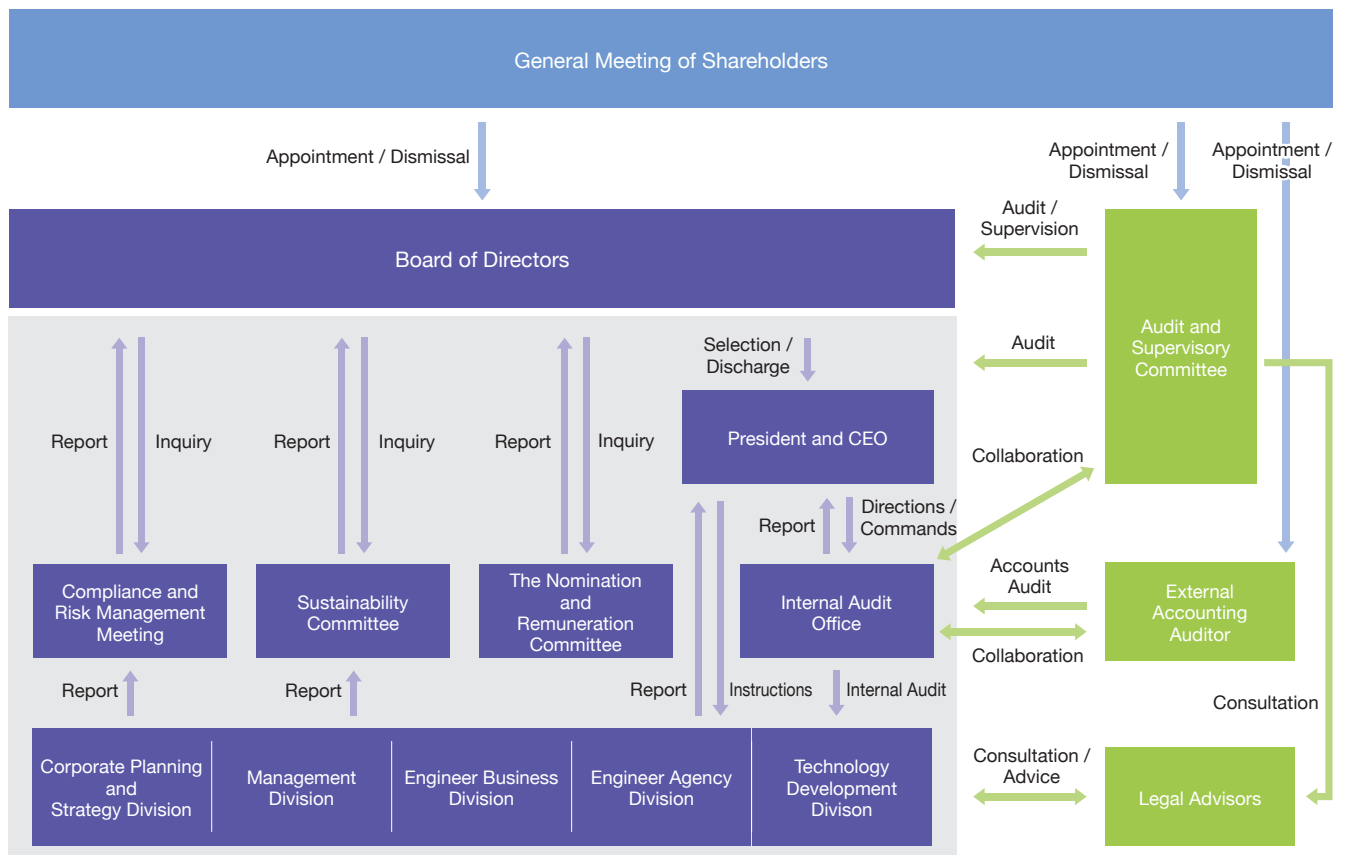 General Meeting of Shareholders
Appointment / Dismissal
Appointment /
Dismissal
Appointment /
Dismissal
Board of Directors
Audit /
Supervision
Audit and
Supervisory
Committee
Audit
Selection /
Discharge
President and CEO
Report
Inquiry
Report
Inquiry
Report
Inquiry
Collaboration
Report
Directions /
Commands
Compliance and
Risk Management
Meeting
Sustainability
Committee
The Nomination
and
Remuneration
Committee
Internal Audit
Office
Accounts
Audit
External
Accounting
Auditor
Collaboration
Report
Report
Report
Instructions
Internal Audit
Consultation
Corporate Planning
and
Strategy Division
Management
Division
Engineer Business
Division
Engineer Agency
Division
Technology
Development
Divison
Consultation /
Advice
Legal Advisors